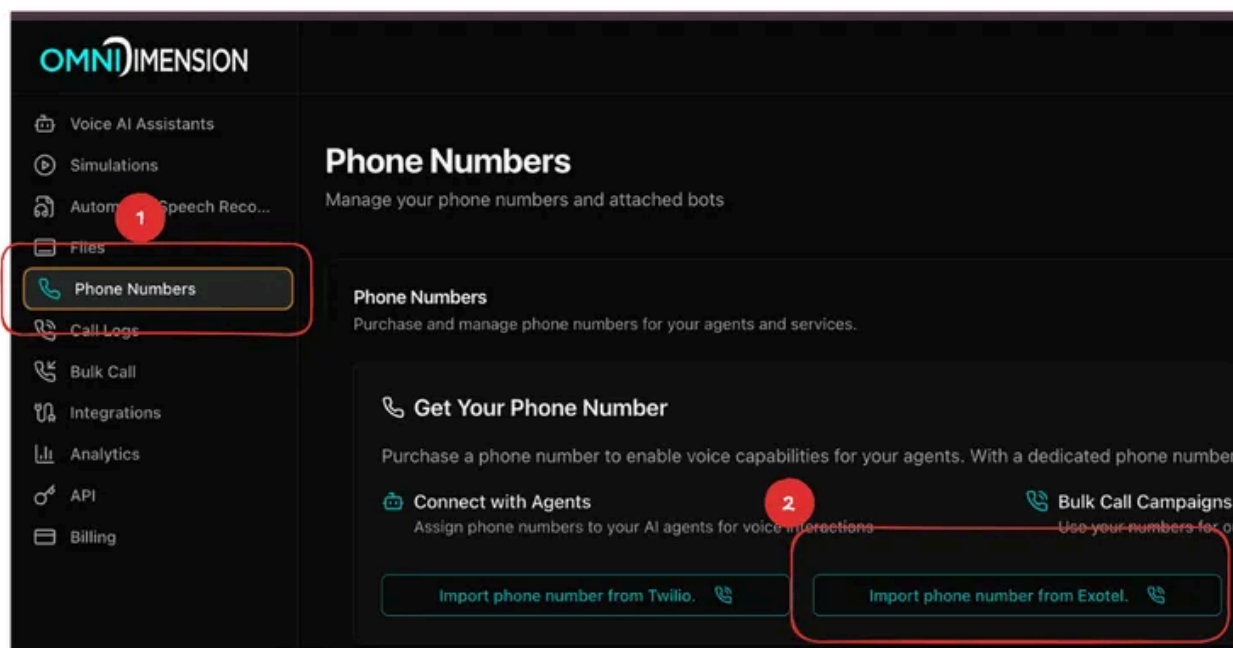 OMNIDIMENSION
Voice AI Assistants
Simulations
Autom Speech Reco...
1
Files
Phone Numbers
Call Logs
Bulk Call
Integrations
Analytics
API
Billing
Phone Numbers
Manage your phone numbers and attached bots
Phone Numbers
Purchase and manage phone numbers for your agents and services.
Get Your Phone Number
Purchase a phone number to enable voice capabilities for your agents. With a dedicated phone number
Connect with Agents
Assign phone numbers to your AI agents for voice interactions
2
Bulk Call Campaigns
Use your numbers for
Import phone number from Twilio.
Import phone number from Exotel.